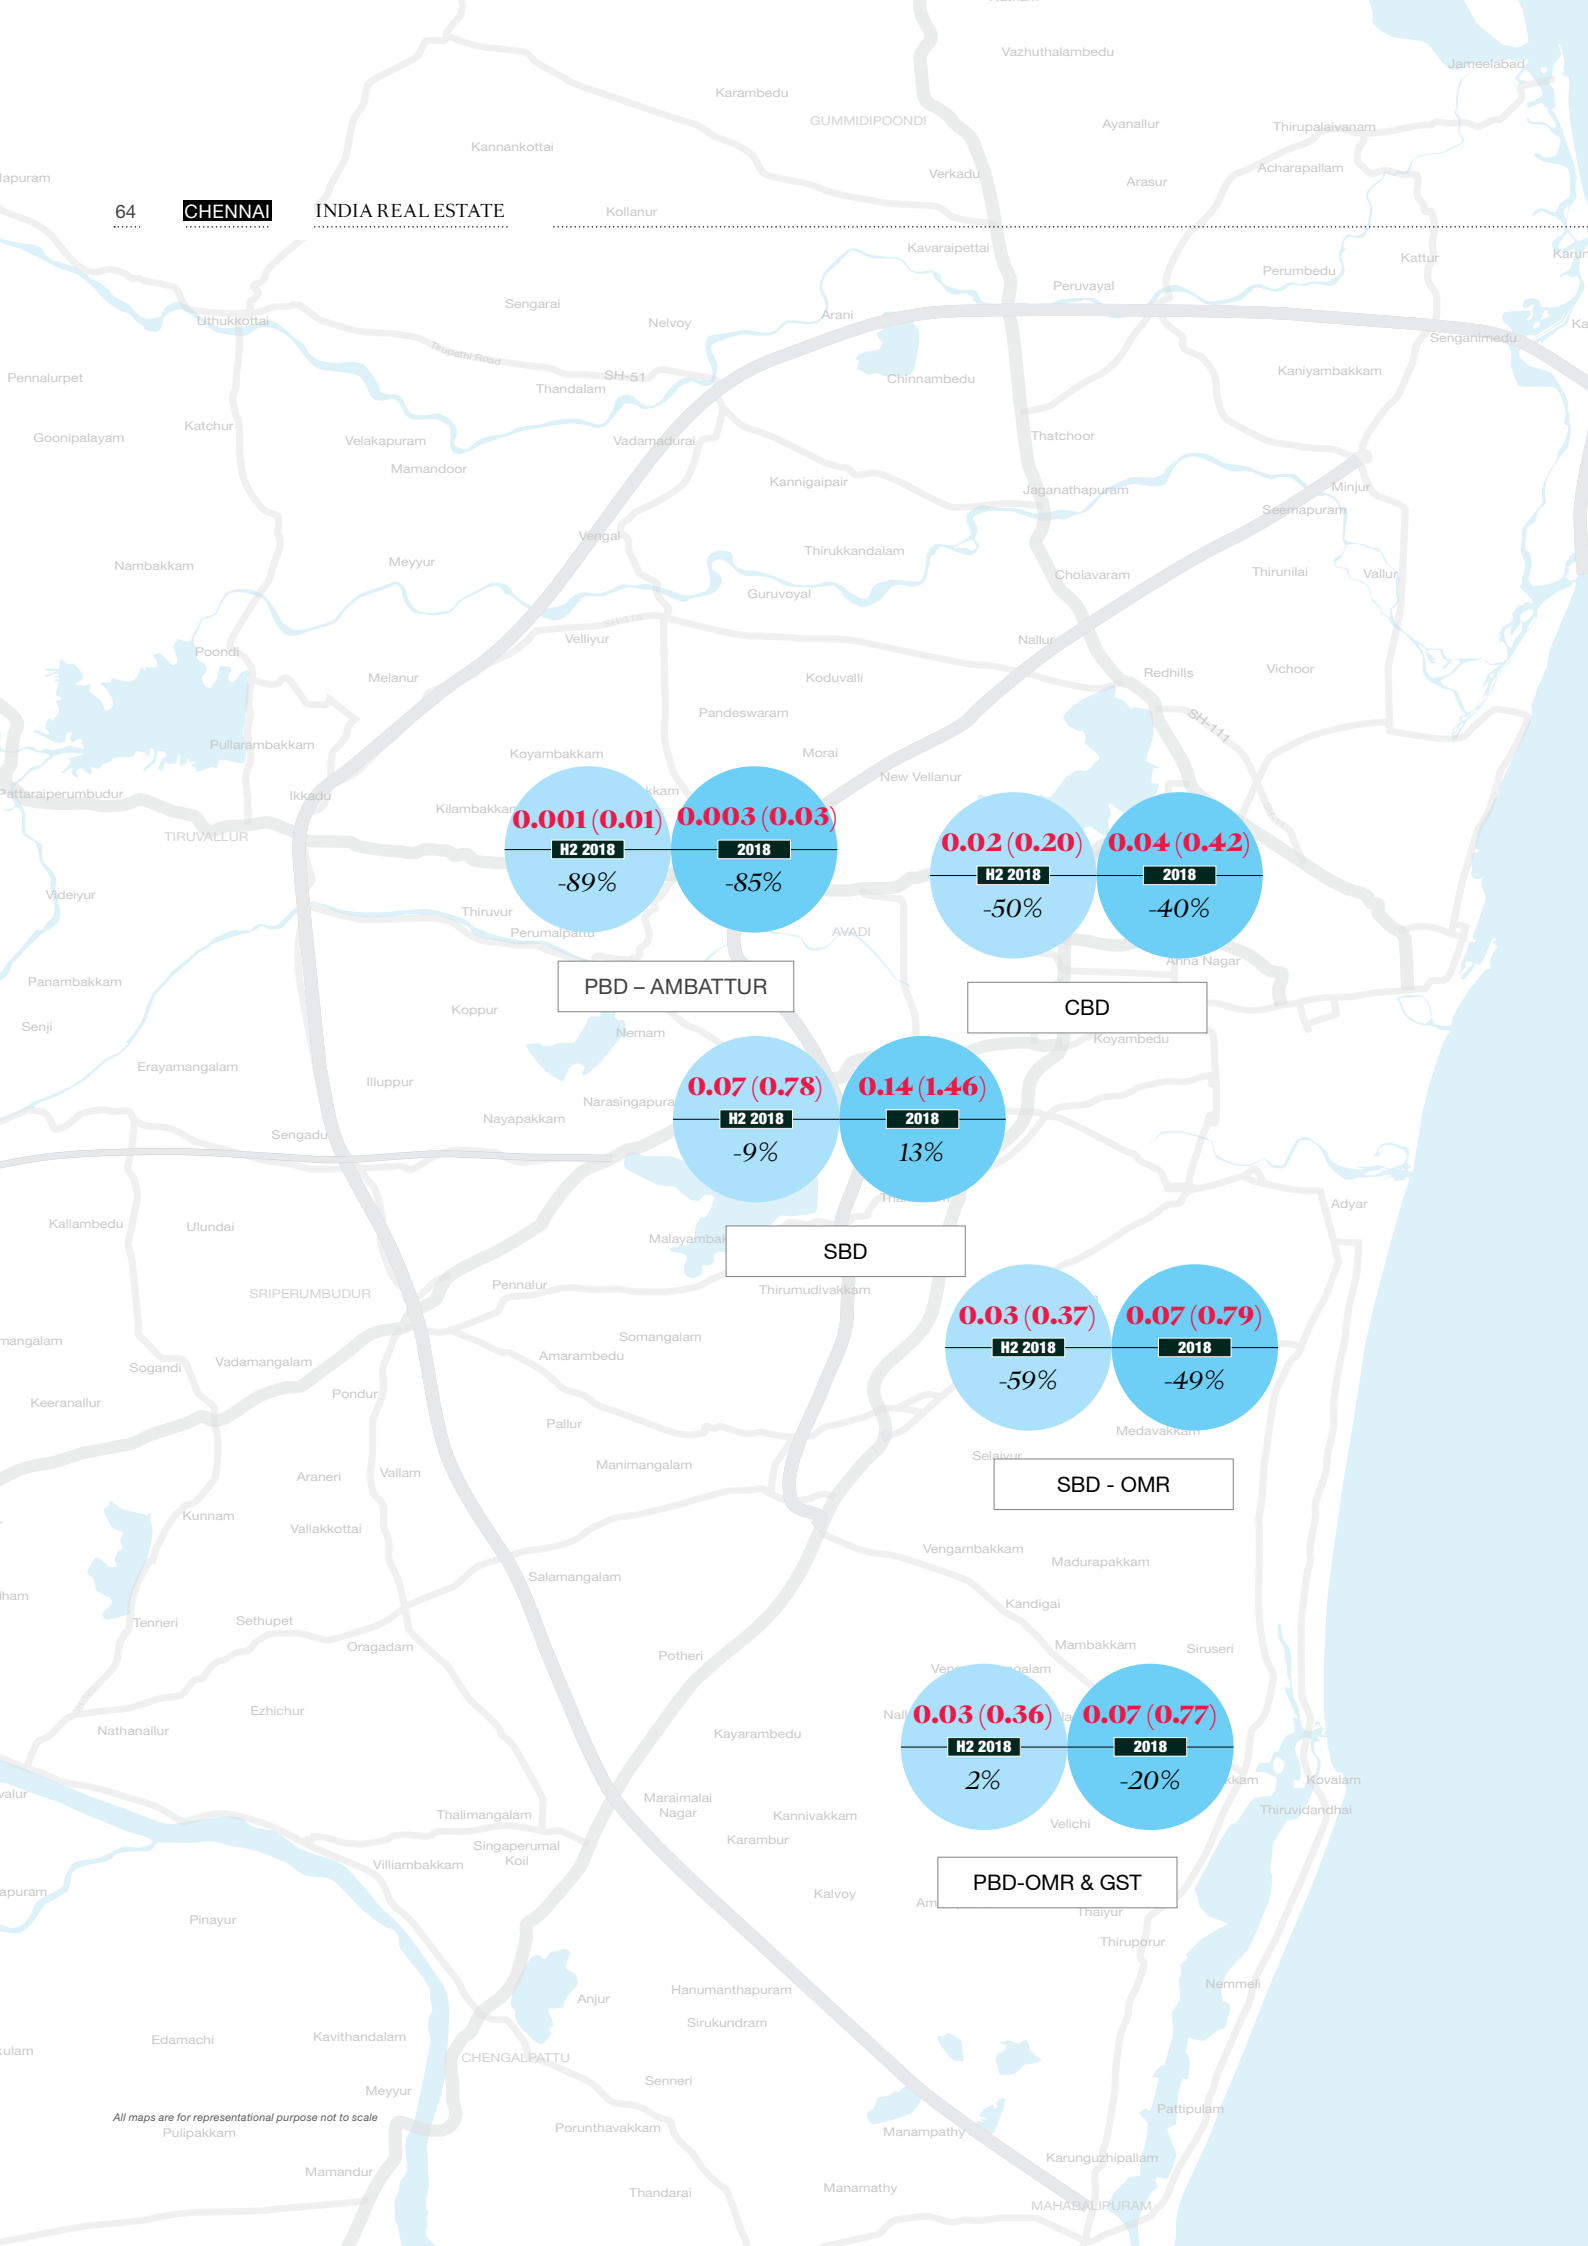 Vazhuthalambedu
Jameelabad
Karambedu
GUMMIDIPOONDI
Ayanallur
Thirupalaivanam
Kannankottai
Acharapallam
Verkadu
Arasur
64 CHENNAI INDIA REAL ESTATE
Kollanur
Kavaraipettai
Kattur
Perumbedu
Peruvayal
Sengarai
Uthukkottai
Nelvoy
Arani
Senganimedu
Tirupathi Road
SH-51
Pennalurpet
Thandalam
Chinnambedu
Kaniyambakkam
Goonipalayam
Katchur
Velakapuram
Vadamadurai
Thatchoor
Mamandoor
Kannigaipair
Jaganathapuram
Minjur
Seemapuram
Vengal
Thirukkandalam
Nambakkam
Meyyur
Cholavaram
Thirunilai
Vallur
Guruvoyal
SH-114
Velliyur
Nallur
Poondi
Melanur
Koduvalli
Redhills
Vichoor
Pandeswaram
SH-111
Pullarambakkam
Koyambakkam
Morai
New Vellanur
Pattaraiperumbudur
Ikkadu
Kilambakkam
TIRUVALLUR
0.001 (0.01) 0.003 (0.03)
H2 2018 2018
-89% -85%
0.02 (0.20) 0.04 (0.42)
H2 2018 2018
-50% -40%
Videiyur
Thiruvur
Perumalpattu
AVADI
Anna Nagar
PBD – AMBATTUR
CBD
Panambakkam
Koppur
Senji
Nemam
Koyambedu
Erayamangalam
Illuppur
Narasingapura
Nayapakkam
Sengadu
0.07 (0.78) 0.14 (1.46)
H2 2018 2018
-9% 13%
Adyar
Kallambedu
Ulundai
Malayambak
SBD
Pennalur
Thirumudivakkam
SRIPERUMBUDUR
0.03 (0.37) 0.07 (0.79)
H2 2018 2018
-59% -49%
mangalam
Somangalam
Amarambedu
Sogandi
Vadamangalam
Keeranallur
Pondur
Pallur
Medavakkam
Selaiyur
Manimangalam
Araneri
Vallam
SBD - OMR
Kunnam
Vallakkottai
Vengambakkam
Madurapakkam
Salamangalam
Kandigai
Tenneri
Sethupet
Oragadam
Mambakkam
Siruseri
Potheri
Ezhichur
Nathanallur
Kayarambedu
0.03 (0.36) 0.07 (0.77)
H2 2018 2018
2% -20%
Kovalam
Maraimalai
Nagar
Kannivakkam
Thiruvidandhai
Thalimangalam
Velichi
Karambur
Singaperumal
Koil
Villiambakkam
PBD-OMR & GST
Kalvoy
Thaiyur
Pinayur
Thiruporur
Nemmeli
Hanumanthapuram
Anjur
Sirukundram
Edamachi
Kavithandalam
CHENGALPATTU
Senneri
Meyyur
Pattipulam
All maps are for representational purpose not to scale
Pulipakkam
Porunthavakkam
Manampathy
Karunguzhipallam
Mamandur
Manamathy
Thandarai
MAHABALIPURAM